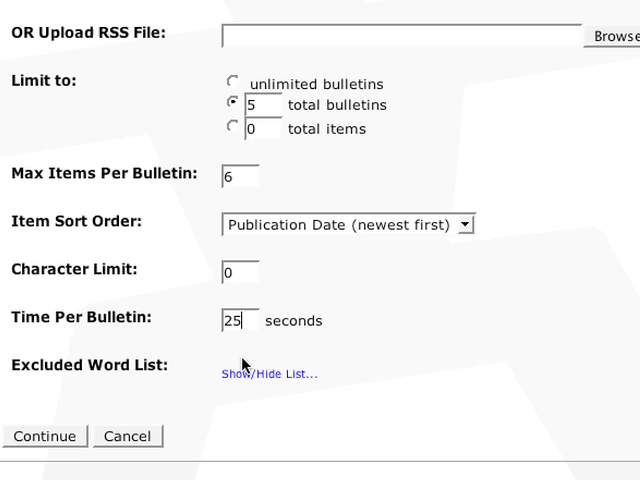 OR Upload RSS File: Browse
Limit to: unlimited bulletins
5 total bulletins
0 total items
Max Items Per Bulletin: 6
Item Sort Order: Publication Date (newest first)
Character Limit: 0
Time Per Bulletin: 25 seconds
Excluded Word List: Show/Hide List...
Continue Cancel